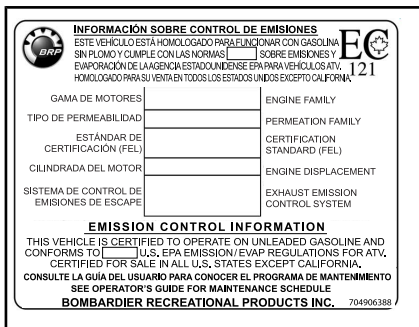 INFORMACIÓN SOBRE CONTROL DE EMISIONES
ESTE VEHÍCULO ESTÁ HOMOLOGADO PARA FUNCIONAR CON GASOLINA
SIN PLOMO Y CUMPLE CON LAS NORMAS SOBRE EMISIONES Y
EVAPORACIÓN DE LA AGENCIA ESTADOUNIDENSE EPA PARA VEHÍCULOS ATV.
HOMOLOGADO PARA SU VENTA EN TODOS LOS ESTADOS UNIDOS EXCEPTO CALIFORNIA.
BRP
EC
121
GAMA DE MOTORES
ENGINE FAMILY
TIPO DE PERMEABILIDAD
PERMEATION FAMILY
ESTÁNDAR DE
CERTIFICACIÓN (FEL)
CERTIFICATION
STANDARD (FEL)
CILINDRADA DEL MOTOR
ENGINE DISPLACEMENT
SISTEMA DE CONTROL DE
EMISIONES DE ESCAPE
EXHAUST EMISSION
CONTROL SYSTEM
EMISSION CONTROL INFORMATION
THIS VEHICLE IS CERTIFIED TO OPERATE ON UNLEADED GASOLINE AND
CONFORMS TO U.S. EPA EMISSION/EVAP REGULATIONS FOR ATV.
CERTIFIED FOR SALE IN ALL U.S. STATES EXCEPT CALIFORNIA.
CONSULTE LA GUÍA DEL USUARIO PARA CONOCER EL PROGRAMA DE MANTENIMIENTO
SEE OPERATOR'S GUIDE FOR MAINTENANCE SCHEDULE
BOMBARDIER RECREATIONAL PRODUCTS INC. 704906388